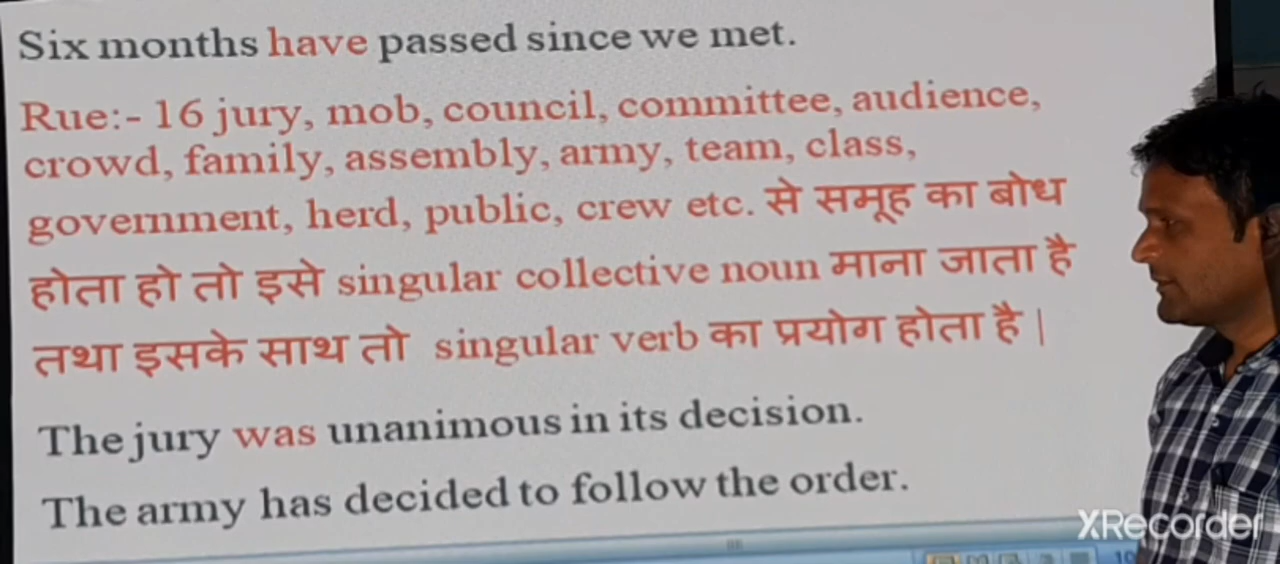 Six months have passed since we met.
Rue:- 16 jury, mob, council, committee, audience,
crowd, family, assembly, army, team, class,
government, herd, public, crew etc. से समूह का बोध
होता हो तो इसे singular collective noun माना जाता है
तथा इसके साथ तो singular verb का प्रयोग होता है |
The jury was unanimous in its decision.
The army has decided to follow the order.
XRecorder